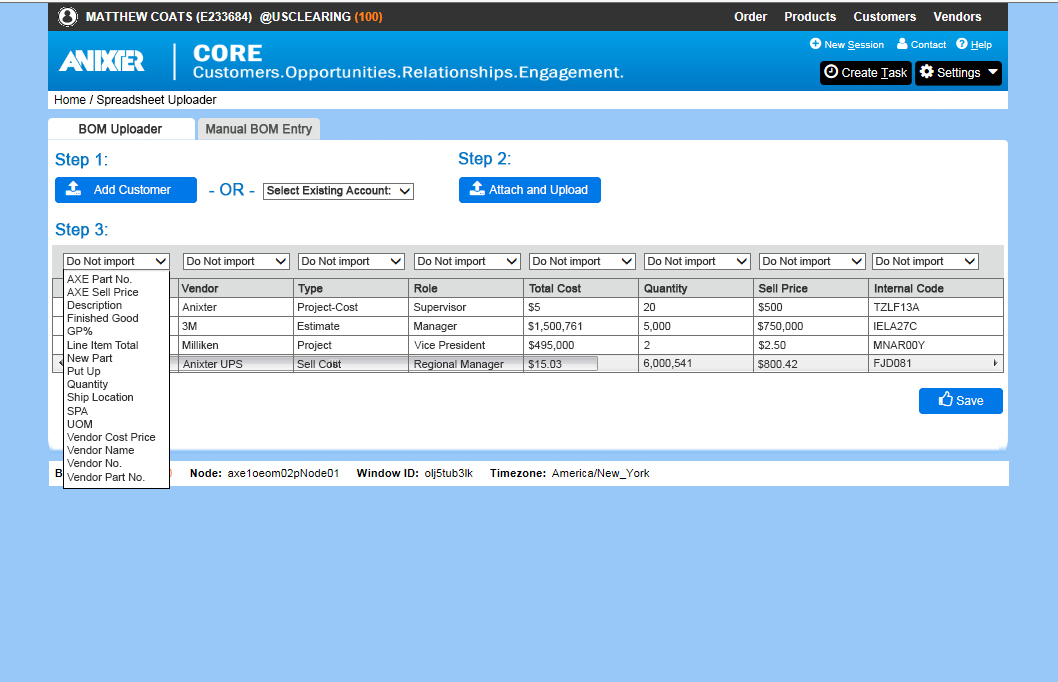 MATTHEW COATS (E233684) @USCLEARING (100) Order Products Customers Vendors
ANIXTER CORE
Customers.Opportunities.Relationships.Engagement.
New Session Contact Help
Create Task Settings
Home / Spreadsheet Uploader
BOM Uploader Manual BOM Entry
Step 1: Step 2:
Add Customer - OR - Select Existing Account: Attach and Upload
Step 3:
Do Not import Do Not import Do Not import Do Not import Do Not import Do Not import Do Not import Do Not import
AXE Part No.
AXE Sell Price
Description
Finished Good
GP%
Line Item Total
New Part
Put Up
Quantity
Ship Location
SPA
UOM
Vendor Cost Price
Vendor Name
Vendor No.
Vendor Part No.
Vendor Type Role Total Cost Quantity Sell Price Internal Code
Anixter Project-Cost Supervisor $5 20 $500 TZLF13A
3M Estimate Manager $1,500,761 5,000 $750,000 IELA27C
Milliken Project Vice President $495,000 2 $2.50 MNAR00Y
Anixter UPS Sell Cost Regional Manager $15.03 6,000,541 $800.42 FJD081
Save
Node: axe1oeom02pNode01 Window ID: olj5tub3lk Timezone: America/New_York